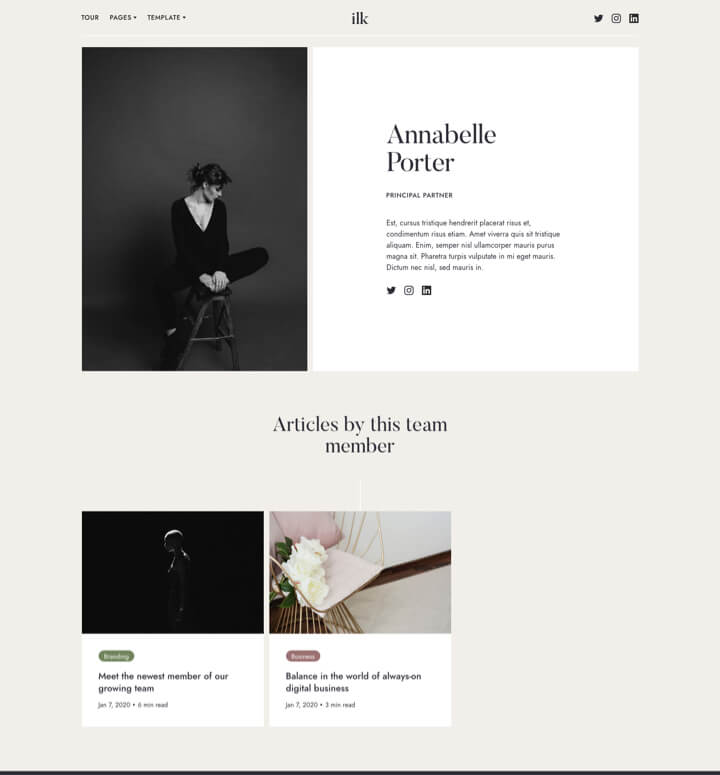 TOUR PAGES TEMPLATE ilk
Annabelle
Porter
PRINCIPAL PARTNER
Est, cursus tristique hendrerit placerat risus et,
condimentum risus etiam. Amet viverra quis sit tristique
aliquam. Enim, semper nisl ullamcorper mauris purus
magna sit. Pharetra turpis vulputate in mi eget mauris.
Dictum nec nisl, sed mauris in.
Articles by this team
member
Branding
Meet the newest member of our
growing team
Jan 7, 2020 • 6 min read
Business
Balance in the world of always-on
digital business
Jan 7, 2020 • 3 min read